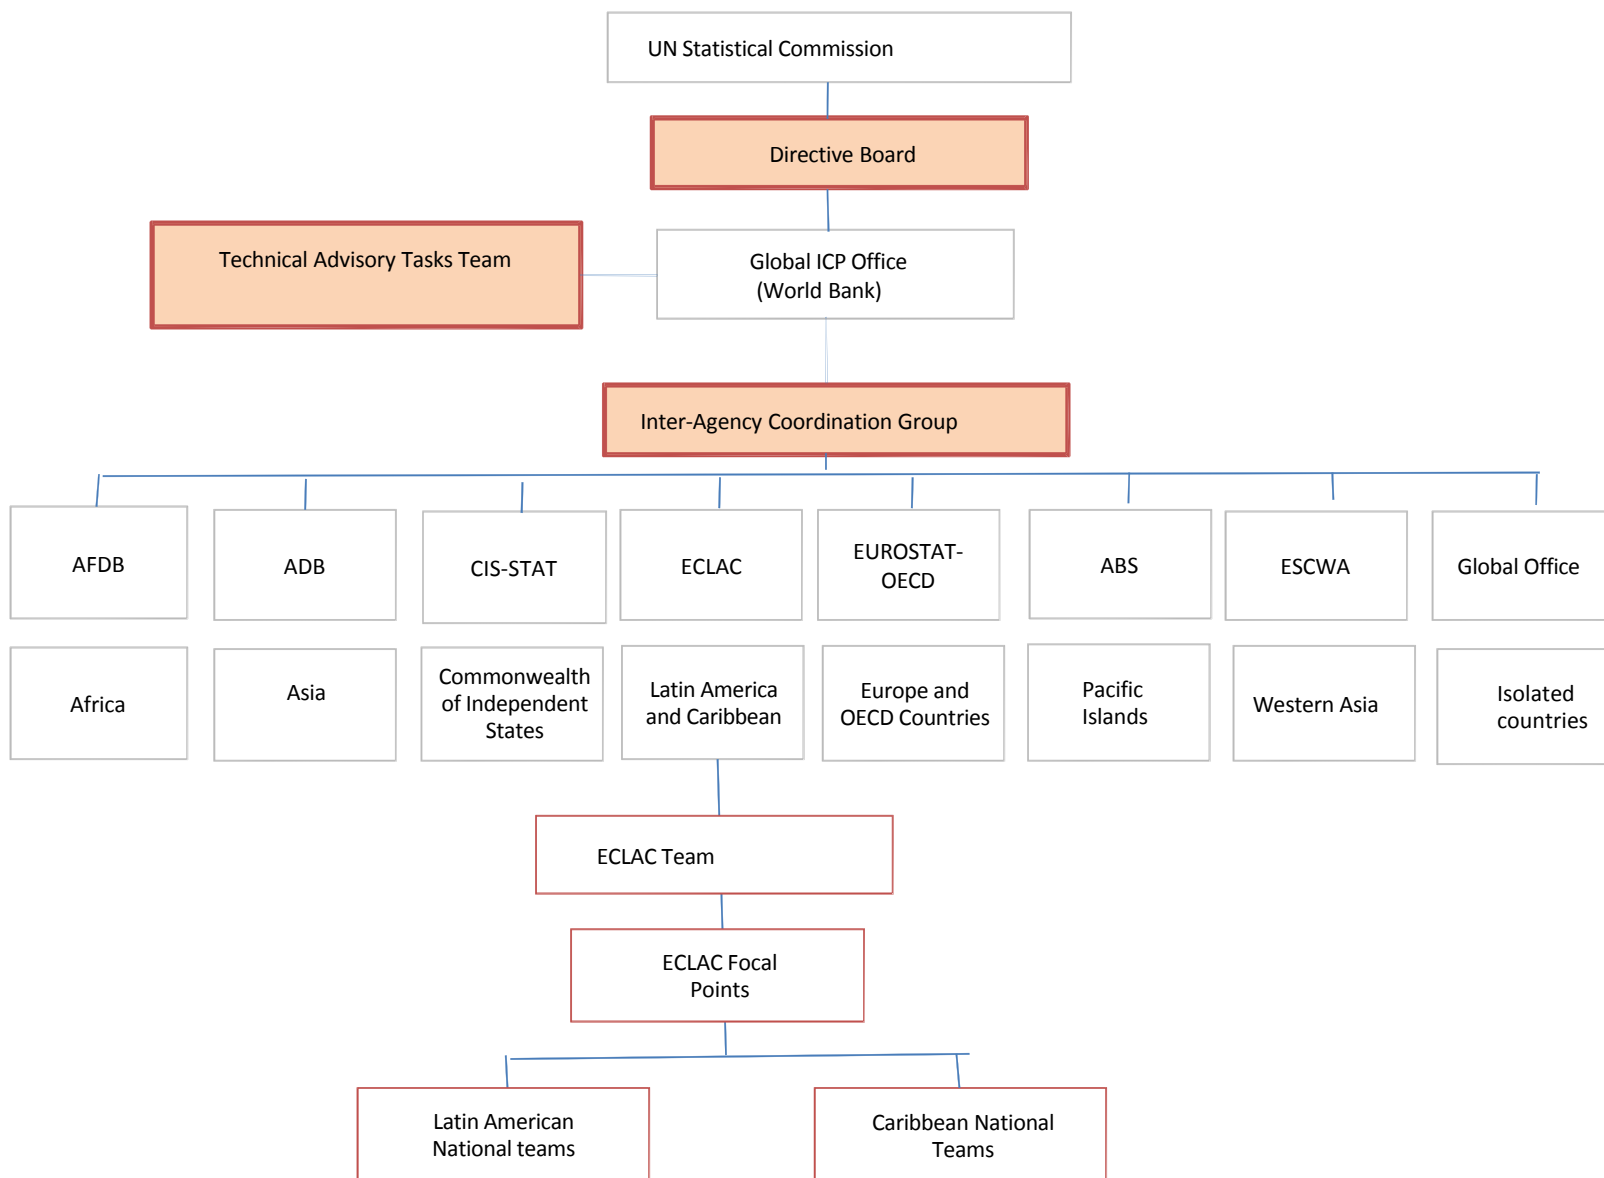 UN Statistical Commission
Directive Board
Technical Advisory Tasks Team
Global ICP Office
(World Bank)
Inter-Agency Coordination Group
AFDB
ADB
CIS-STAT
ECLAC
EUROSTAT-
OECD
ABS
ESCWA
Global Office
Africa
Asia
Commonwealth
of Independent
States
Latin America
and Caribbean
Europe and
OECD Countries
Pacific
Islands
Western Asia
Isolated
countries
ECLAC Team
ECLAC Focal
Points
Latin American
National teams
Caribbean National
Teams